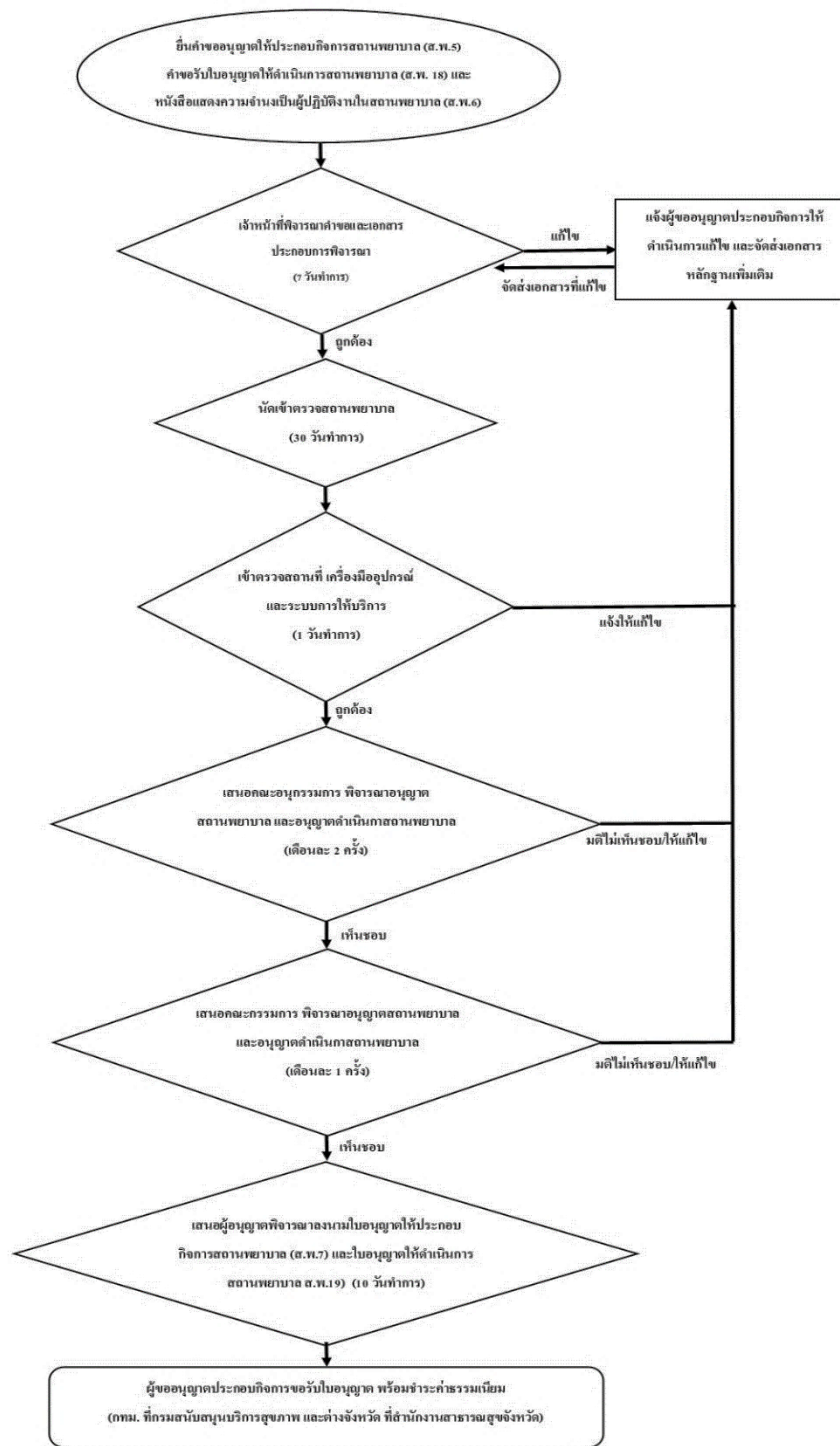 ยื่นคำขออนุญาตให้ประกอบกิจการสถานพยาบาล (ส.พ.5)
คำขอรับใบอนุญาตให้ดำเนินการสถานพยาบาล (ส.พ. 18) และ
หนังสือแสดงความจำนงเป็นผู้ปฏิบัติงานในสถานพยาบาล (ส.พ.6)
เจ้าหน้าที่พิจารณาคำขอและเอกสาร
ประกอบการพิจารณา
(7 วันทำการ)
แก้ไข
จัดส่งเอกสารที่แก้ไข
แจ้งผู้ขออนุญาตประกอบกิจการให้
ดำเนินการแก้ไข และจัดส่งเอกสาร
หลักฐานเพิ่มเติม
ถูกต้อง
นัดเข้าตรวจสถานพยาบาล
(30 วันทำการ)
เข้าตรวจสถานที่ เครื่องมืออุปกรณ์
และระบบการให้บริการ
(1 วันทำการ)
แจ้งให้แก้ไข
ถูกต้อง
เสนอคณะอนุกรรมการ พิจารณาอนุญาต
สถานพยาบาล และอนุญาตดำเนินกาสถานพยาบาล
(เดือนละ 2 ครั้ง)
มติไม่เห็นชอบ/ให้แก้ไข
เห็นชอบ
เสนอคณะกรรมการ พิจารณาอนุญาตสถานพยาบาล
และอนุญาตดำเนินกาสถานพยาบาล
(เดือนละ 1 ครั้ง)
มติไม่เห็นชอบ/ให้แก้ไข
เห็นชอบ
เสนอผู้อนุญาตพิจารณาลงนามใบอนุญาตให้ประกอบ
กิจการสถานพยาบาล (ส.พ.7) และใบอนุญาตให้ดำเนินการ
สถานพยาบาล ส.พ.19) (10 วันทำการ)
ผู้ขออนุญาตประกอบกิจการขอรับใบอนุญาต พร้อมชำระค่าธรรมเนียม
(กทม. ที่กรมสนับสนุนบริการสุขภาพ และต่างจังหวัด ที่สำนักงานสาธารณสุขจังหวัด)